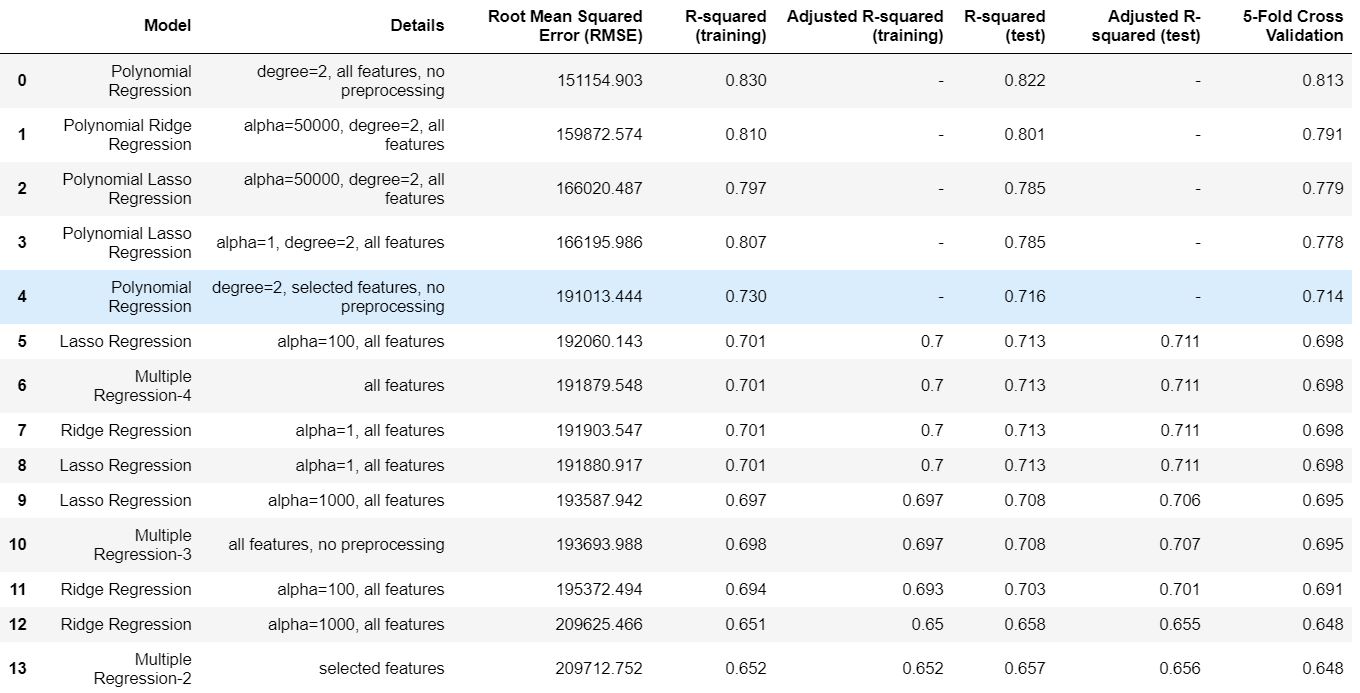 Model Details Root Mean Squared Error (RMSE) R-squared (training) Adjusted R-squared (training) R-squared (test) Adjusted R-squared (test) 5-Fold Cross Validation
0 Polynomial Regression degree=2, all features, no preprocessing 151154.903 0.830 - 0.822 - 0.813
1 Polynomial Ridge Regression alpha=50000, degree=2, all features 159872.574 0.810 - 0.801 - 0.791
2 Polynomial Lasso Regression alpha=50000, degree=2, all features 166020.487 0.797 - 0.785 - 0.779
3 Polynomial Lasso Regression alpha=1, degree=2, all features 166195.986 0.807 - 0.785 - 0.778
4 Polynomial Regression degree=2, selected features, no preprocessing 191013.444 0.730 - 0.716 - 0.714
5 Lasso Regression alpha=100, all features 192060.143 0.701 0.7 0.713 0.711 0.698
6 Multiple Regression-4 all features 191879.548 0.701 0.7 0.713 0.711 0.698
7 Ridge Regression alpha=1, all features 191903.547 0.701 0.7 0.713 0.711 0.698
8 Lasso Regression alpha=1, all features 191880.917 0.701 0.7 0.713 0.711 0.698
9 Lasso Regression alpha=1000, all features 193587.942 0.697 0.697 0.708 0.706 0.695
10 Multiple Regression-3 all features, no preprocessing 193693.988 0.698 0.697 0.708 0.707 0.695
11 Ridge Regression alpha=100, all features 195372.494 0.694 0.693 0.703 0.701 0.691
12 Ridge Regression alpha=1000, all features 209625.466 0.651 0.65 0.658 0.655 0.648
13 Multiple Regression-2 selected features 209712.752 0.652 0.652 0.657 0.656 0.648